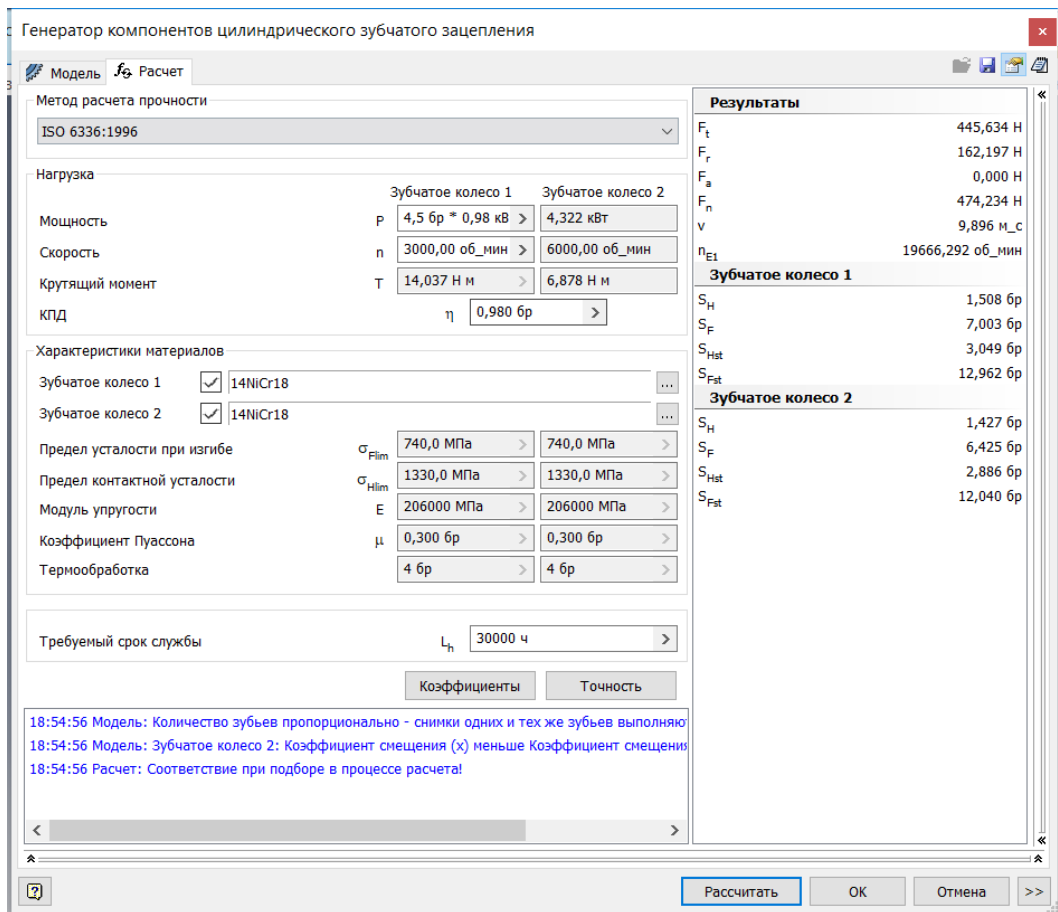 Генератор компонентов цилиндрического зубчатого зацепления
Модель
Расчет
Метод расчета прочности
ISO 6336:1996
Нагрузка
Зубчатое колесо 1 Зубчатое колесо 2
Мощность P 4,5 бр * 0,98 кВ > 4,322 кВт
Скорость n 3000,00 об_мин > 6000,00 об_мин
Крутящий момент T 14,037 Н м > 6,878 Н м
КПД η 0,980 бр >
Характеристики материалов
Зубчатое колесо 1 14NiCr18 ...
Зубчатое колесо 2 14NiCr18 ...
Предел усталости при изгибе σFlim 740,0 МПа > 740,0 МПа >
Предел контактной усталости σHlim 1330,0 МПа > 1330,0 МПа >
Модуль упругости E 206000 МПа > 206000 МПа >
Коэффициент Пуассона μ 0,300 бр > 0,300 бр >
Термообработка 4 бр > 4 бр >
Требуемый срок службы Lh 30000 ч >
Коэффициенты Точность
18:54:56 Модель: Количество зубьев пропорционально - снимки одних и тех же зубьев выполняю
18:54:56 Модель: Зубчатое колесо 2: Коэффициент смещения (x) меньше Коэффициент смещения
18:54:56 Расчет: Соответствие при подборе в процессе расчета!
Результаты
Ft 445,634 Н
Fr 162,197 Н
Fa 0,000 Н
Fn 474,234 Н
v 9,896 м_с
nE1 19666,292 об_мин
Зубчатое колесо 1
SH 1,508 бр
SF 7,003 бр
SHst 3,049 бр
SFst 12,962 бр
Зубчатое колесо 2
SH 1,427 бр
SF 6,425 бр
SHst 2,886 бр
SFst 12,040 бр
Рассчитать ОК Отмена >>